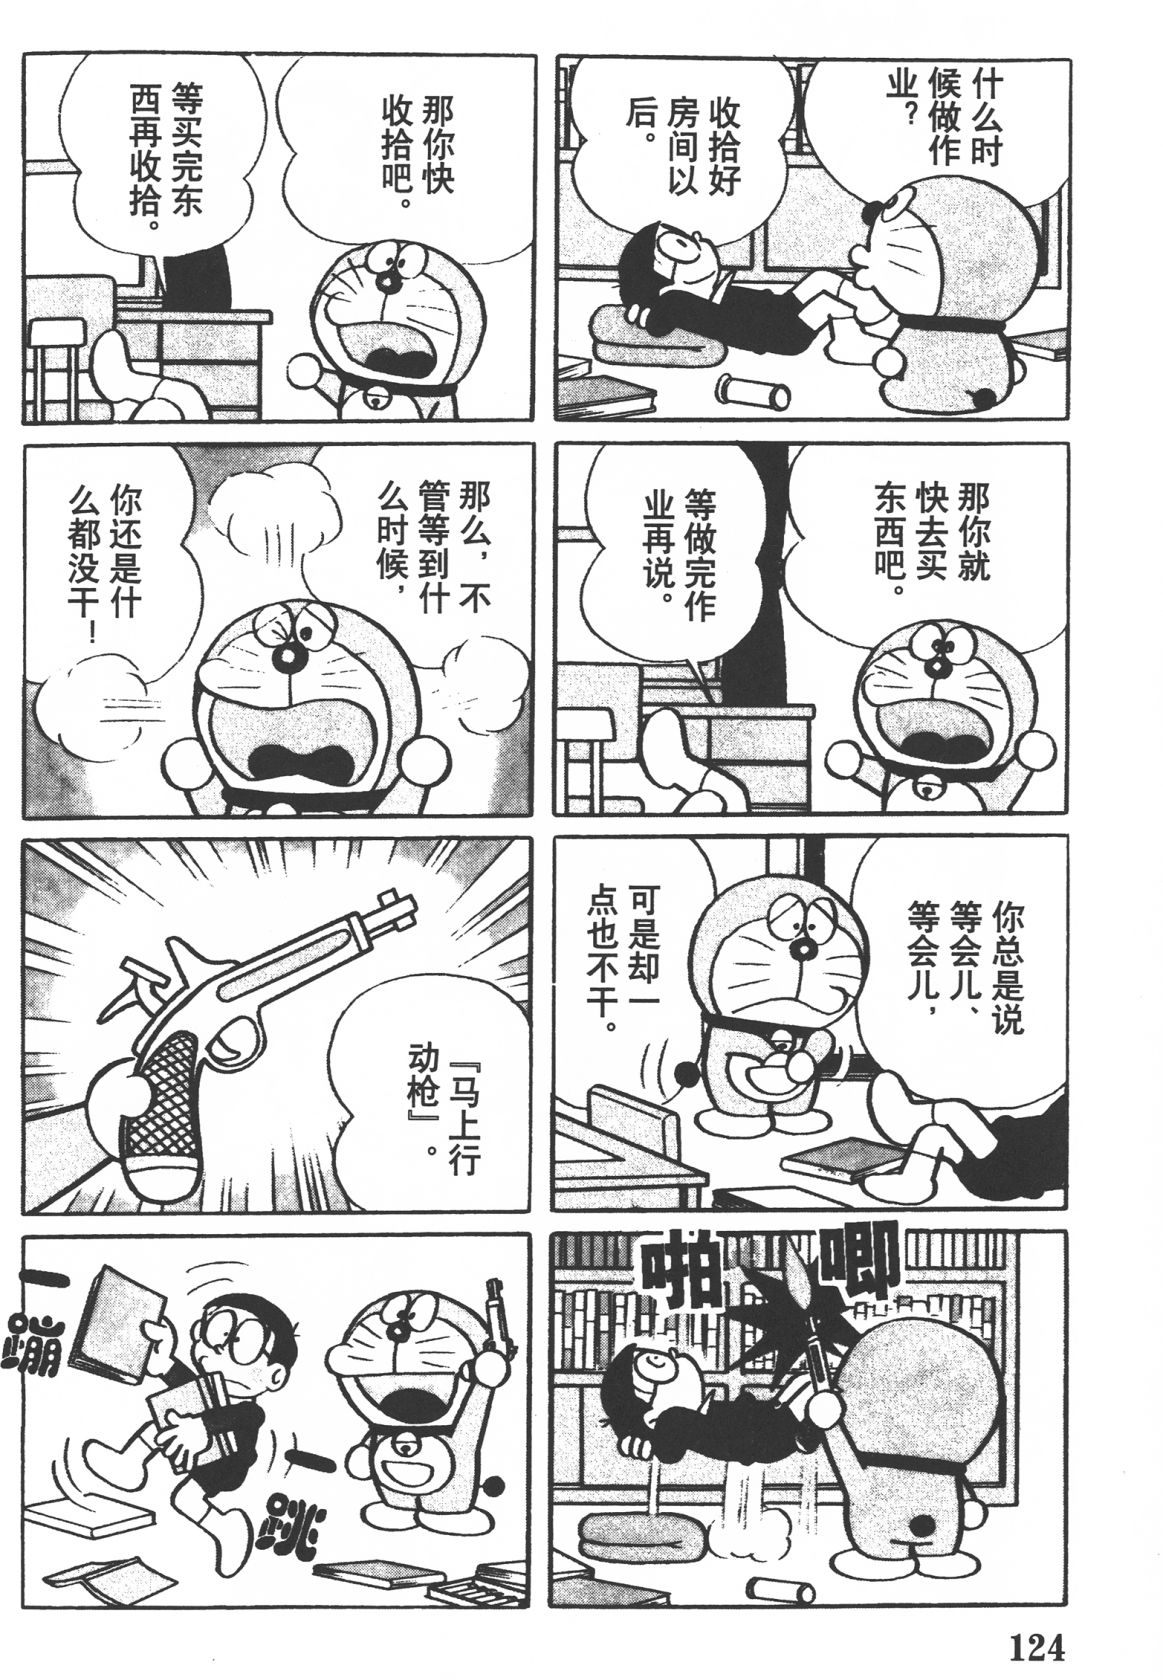 什么时
候做作
业？
收拾好
房间以
后。
那你快
收拾吧。
等买完东
西再收拾。
那你就
快去买
东西吧。
等做完作
业再说。
那么，不
管等到什
么时候，
你还是什
么都没干！
你总是说
等会儿、
等会儿，
可是却一
点也不干。
『马上行
动枪』。
唧
啪
一
蹦
一
跳
124